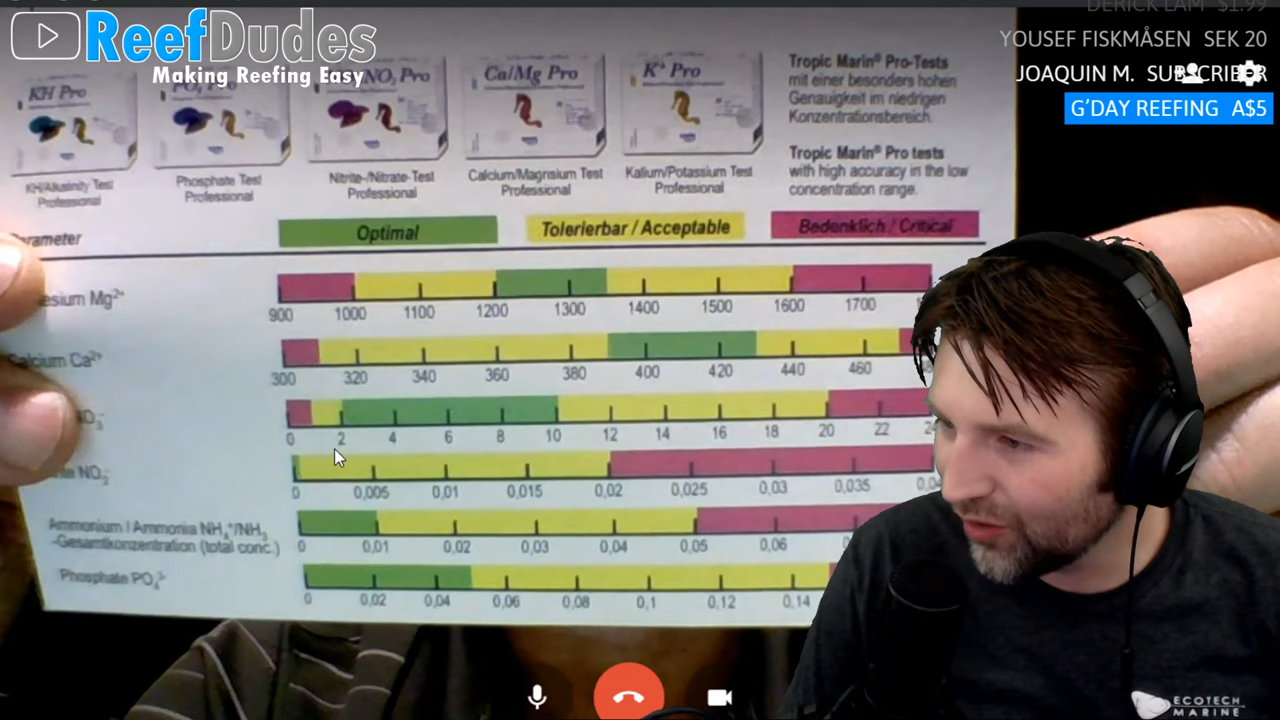 DERICK LAM $1.99
ReefDudes
Making Reefing Easy
YOUSEF FISKMÅSEN SEK 20
JOAQUIN M. SUBSCRIBER
G'DAY REEFING A$5
KH Pro
NO₃ Pro
Ca/Mg Pro
K⁺ Pro
KH/Alkalinity Test
Professional
Phosphate Test
Professional
Nitrite-/Nitrate-Test
Professional
Calcium/Magnsium Test
Professional
Kalium/Potassium Test
Professional
Tropic Marin® Pro-Tests
mit einer besonders hohen
Genauigkeit im niedrigen
Konzentrationsbereich.
Tropic Marin® Pro tests
with high accuracy in the low
concentration range.
arameter
Optimal
Tolerierbar / Acceptable
Bedenklich / Critical
esium Mg²⁺
900 1000 1100 1200 1300 1400 1500 1600 1700
Calcium Ca²⁺
300 320 340 360 380 400 420 440 460
O₃⁻
0 2 4 6 8 10 12 14 16 18 20 22
NO₂⁻
0 0,005 0,01 0,015 0,02 0,025 0,03 0,035 0,04
Ammonium / Ammonia NH₄⁺/NH₃
-Gesamtkonzentration (total conc.)
0 0,01 0,02 0,03 0,04 0,05 0,06
Phosphate PO₄³⁻
0 0,02 0,04 0,06 0,08 0,1 0,12 0,14
ECOTECH
MARINE